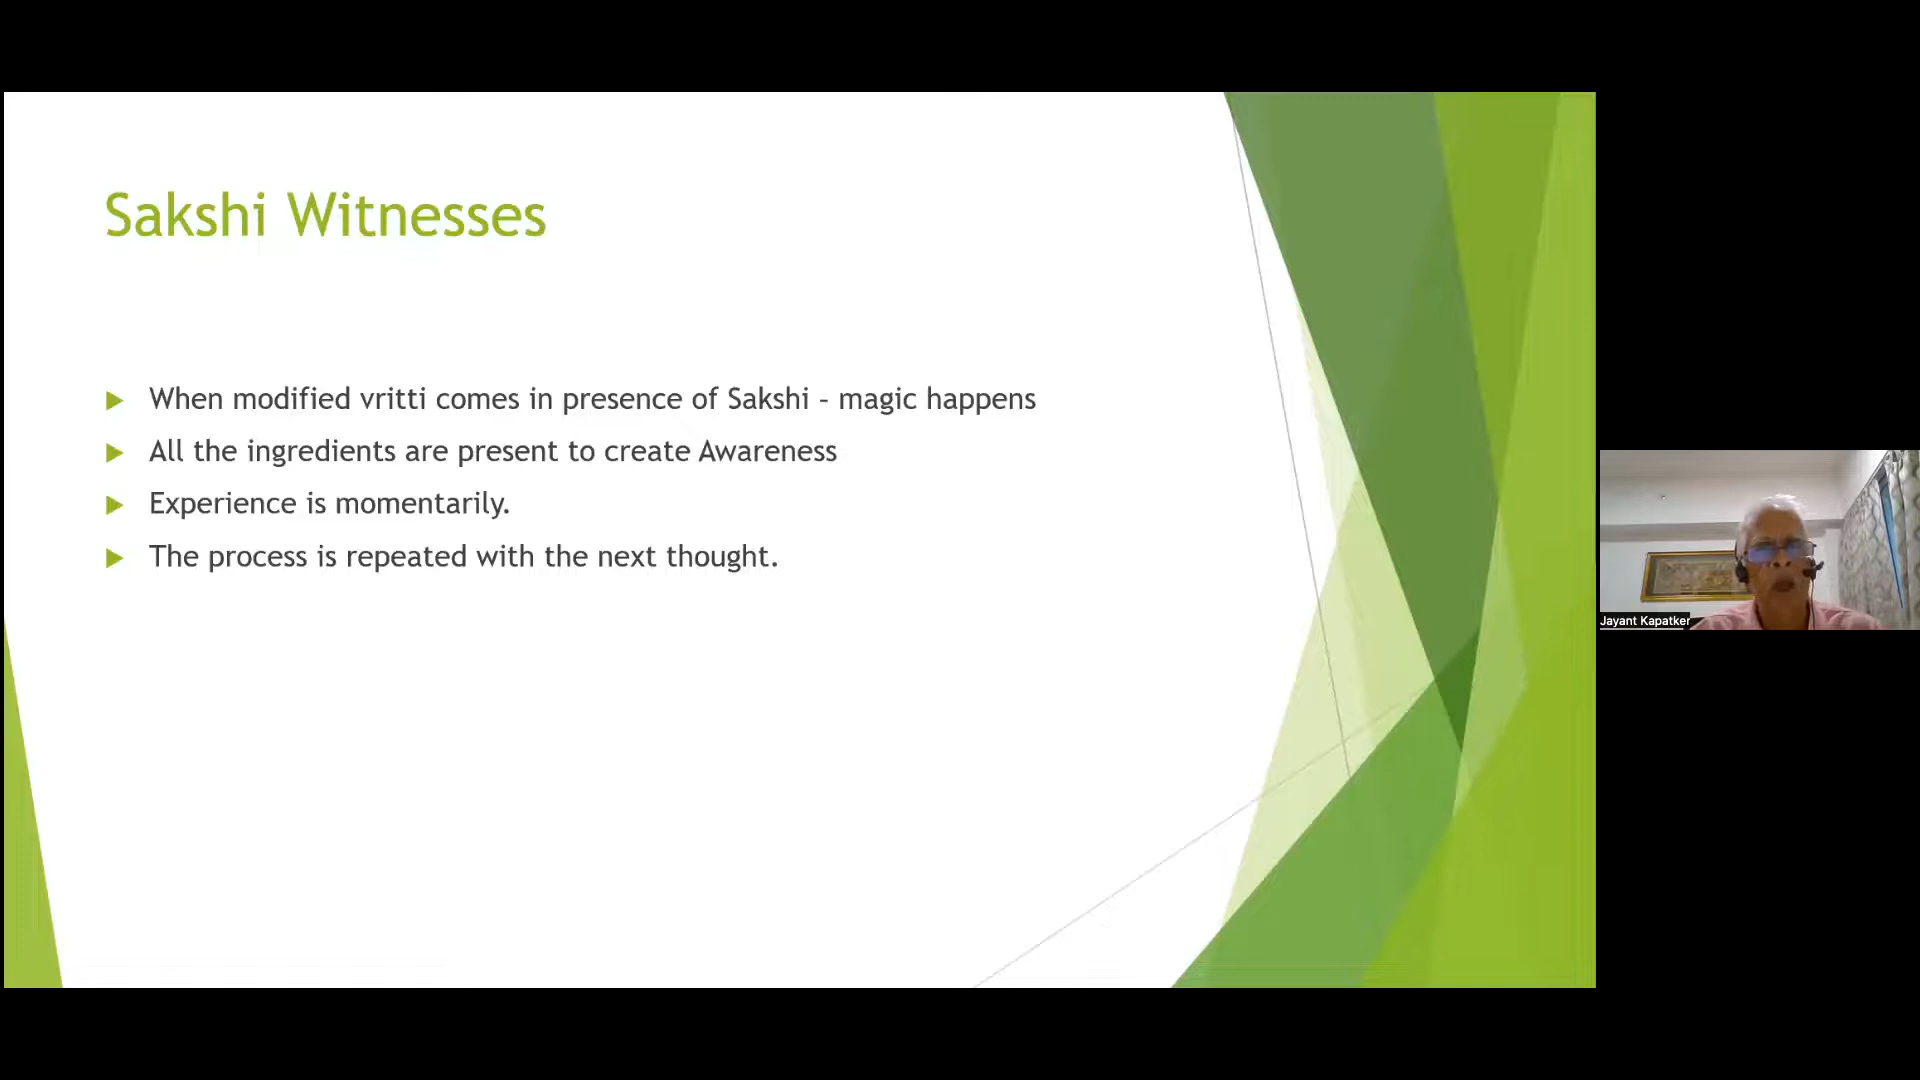 Sakshi Witnesses
When modified vritti comes in presence of Sakshi - magic happens
All the ingredients are present to create Awareness
Experience is momentarily.
The process is repeated with the next thought.
Jayant Kapatker